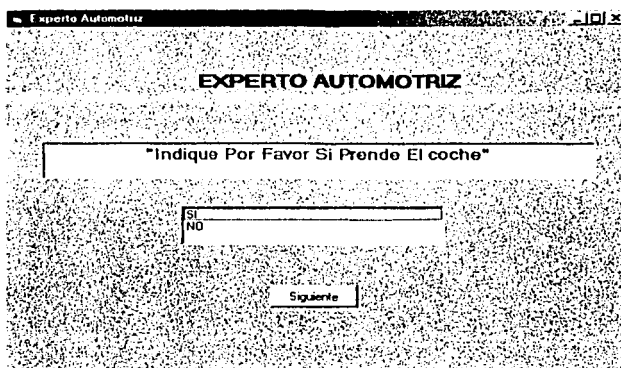 Experto Automotriz
EXPERTO AUTOMOTRIZ
"Indique Por Favor Si Prende El coche"
SI
NO
Siguiente